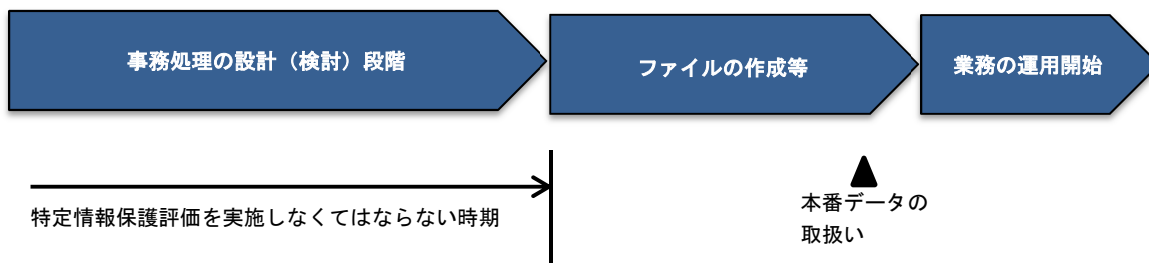 事務処理の設計（検討）段階
ファイルの作成等
業務の運用開始
特定情報保護評価を実施しなくてはならない時期
本番データの
取扱い